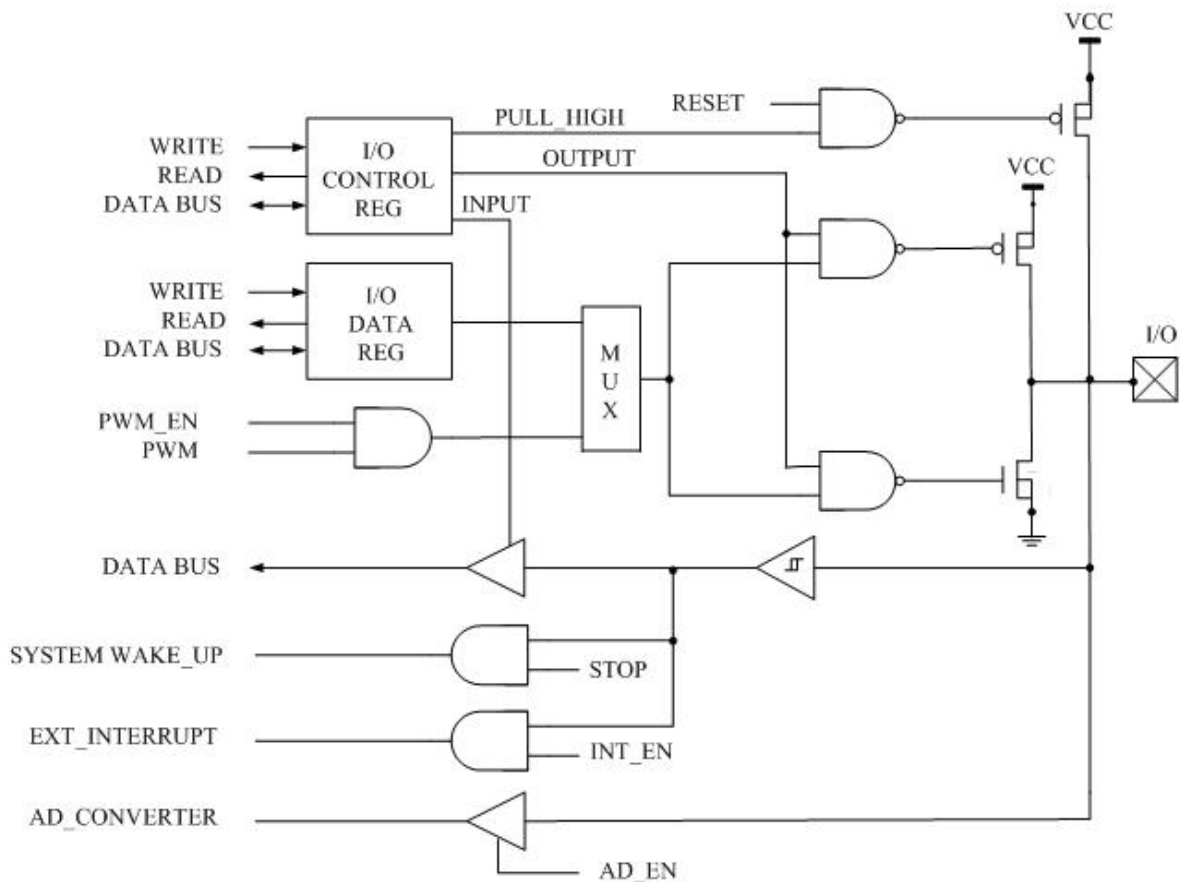 VCC
RESET
PULL_HIGH
WRITE
I/O
CONTROL
REG
OUTPUT
VCC
READ
DATA BUS
INPUT
WRITE
I/O
DATA
REG
READ
DATA BUS
M
U
X
I/O
PWM_EN
PWM
DATA BUS
SYSTEM WAKE_UP
STOP
EXT_INTERRUPT
INT_EN
AD_CONVERTER
AD_EN